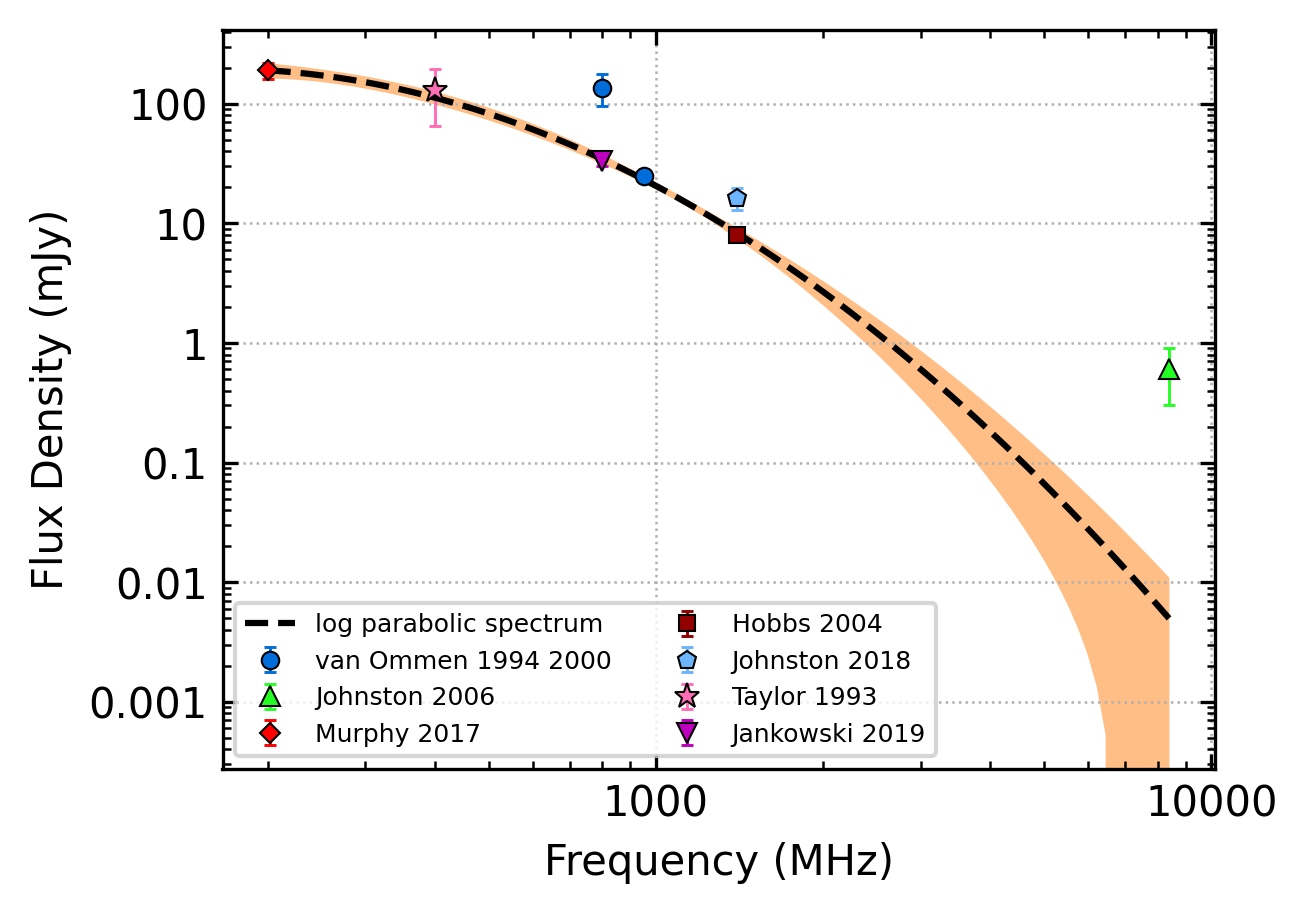 Flux Density (mJy)
100
10
1
0.1
0.01
0.001
log parabolic spectrum
van Ommen 1994 2000
Johnston 2006
Murphy 2017
Hobbs 2004
Johnston 2018
Taylor 1993
Jankowski 2019
1000
10000
Frequency (MHz)